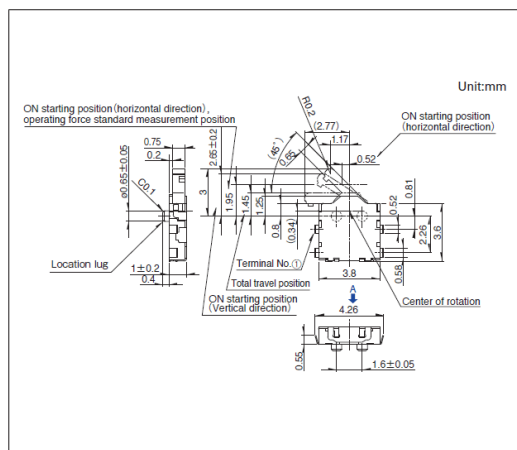 Unit:mm
ON starting position(horizontal direction),
operating force standard measurement position
ON starting position
(horizontal direction)
R0.2
(2.77)
1.17
0.52
(45°)
0.65
0.75
0.2
2.65±0.2
ø0.65±0.05
C0.1
3
1.95
1.45
1.25
0.8
(0.34)
0.52
0.81
2.26
3.6
0.58
Location lug
1±0.2
0.4
Terminal No.①
3.8
Total travel position
A
Center of rotation
ON starting position
(Vertical direction)
4.26
0.55
1.6±0.05